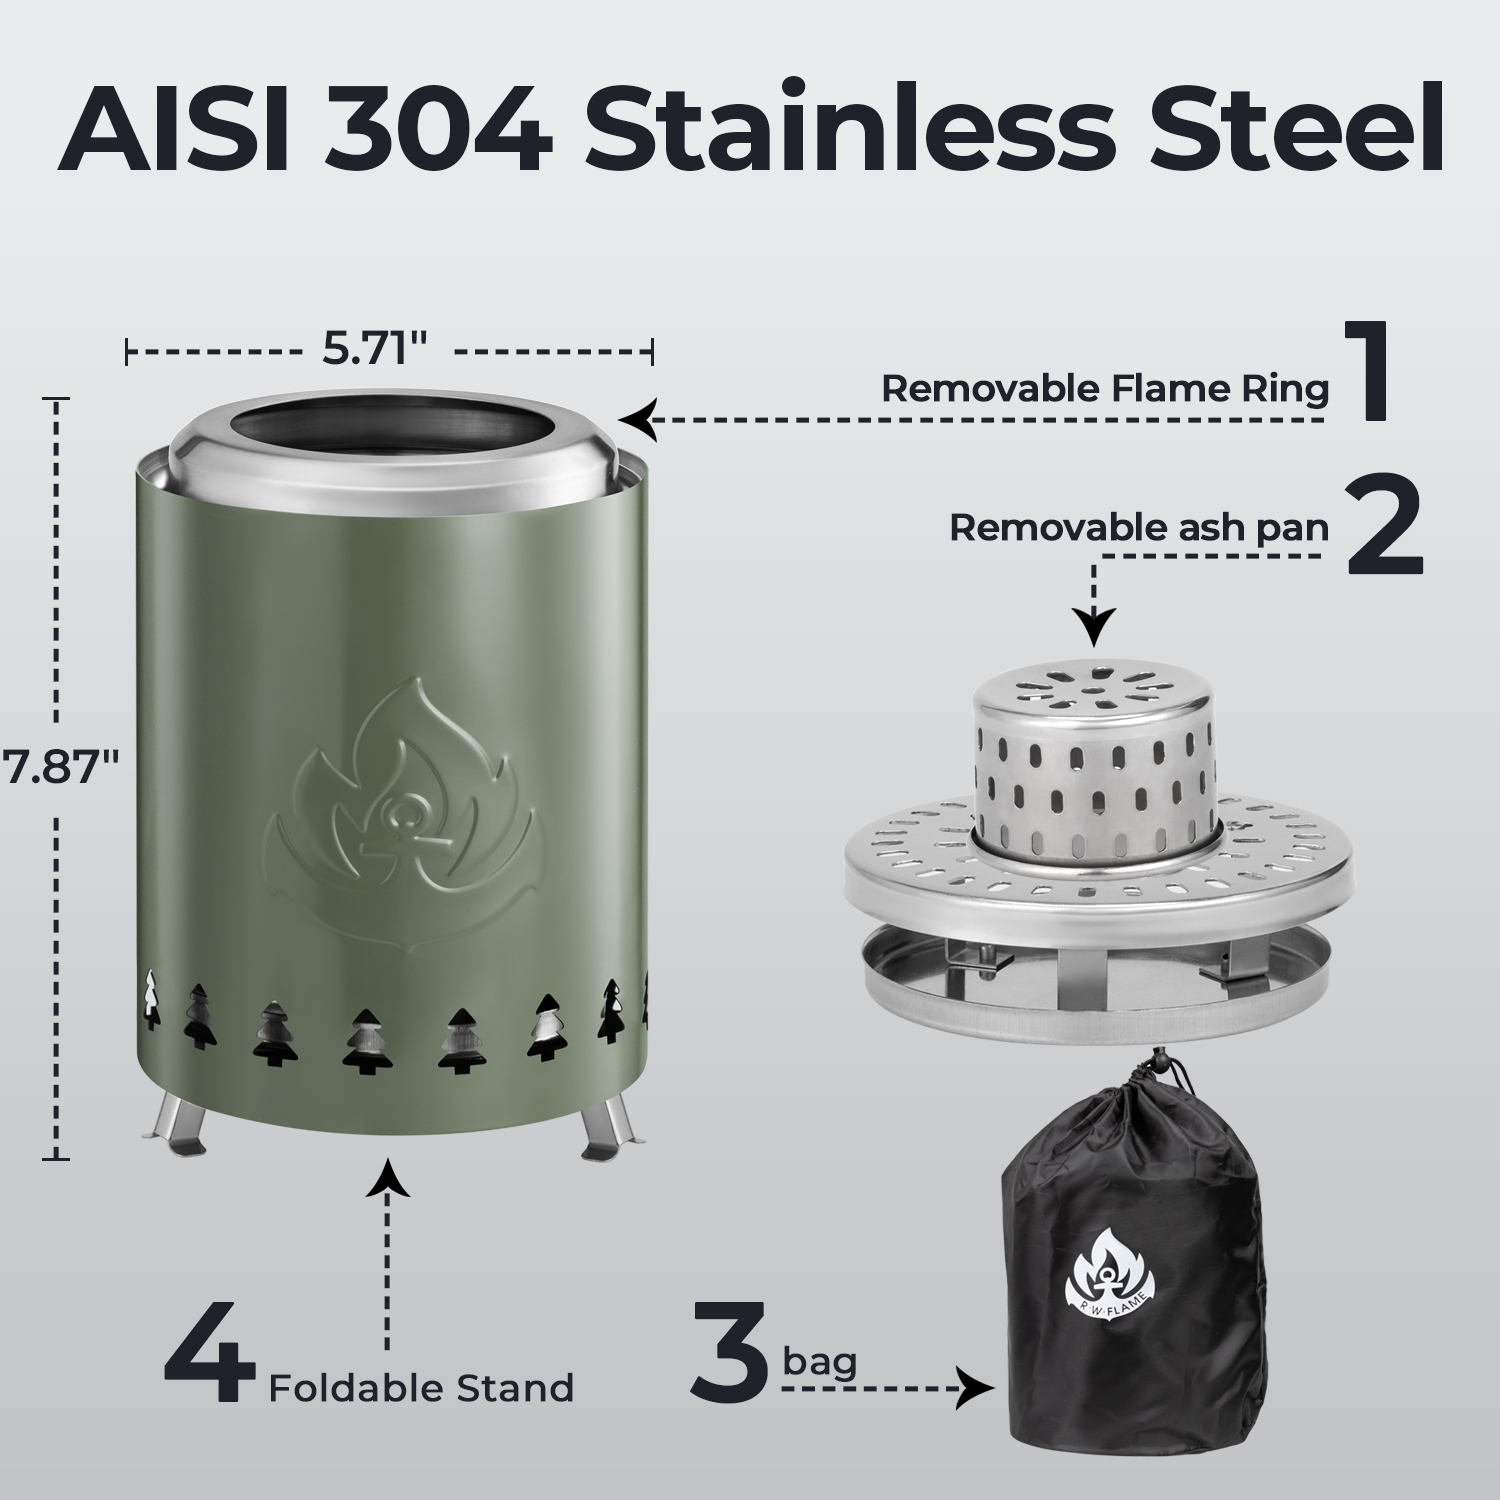 AISI 304 Stainless Steel
5.71"
Removable Flame Ring 1
Removable ash pan 2
7.87"
R·W·FLAME
4 Foldable Stand
3 bag